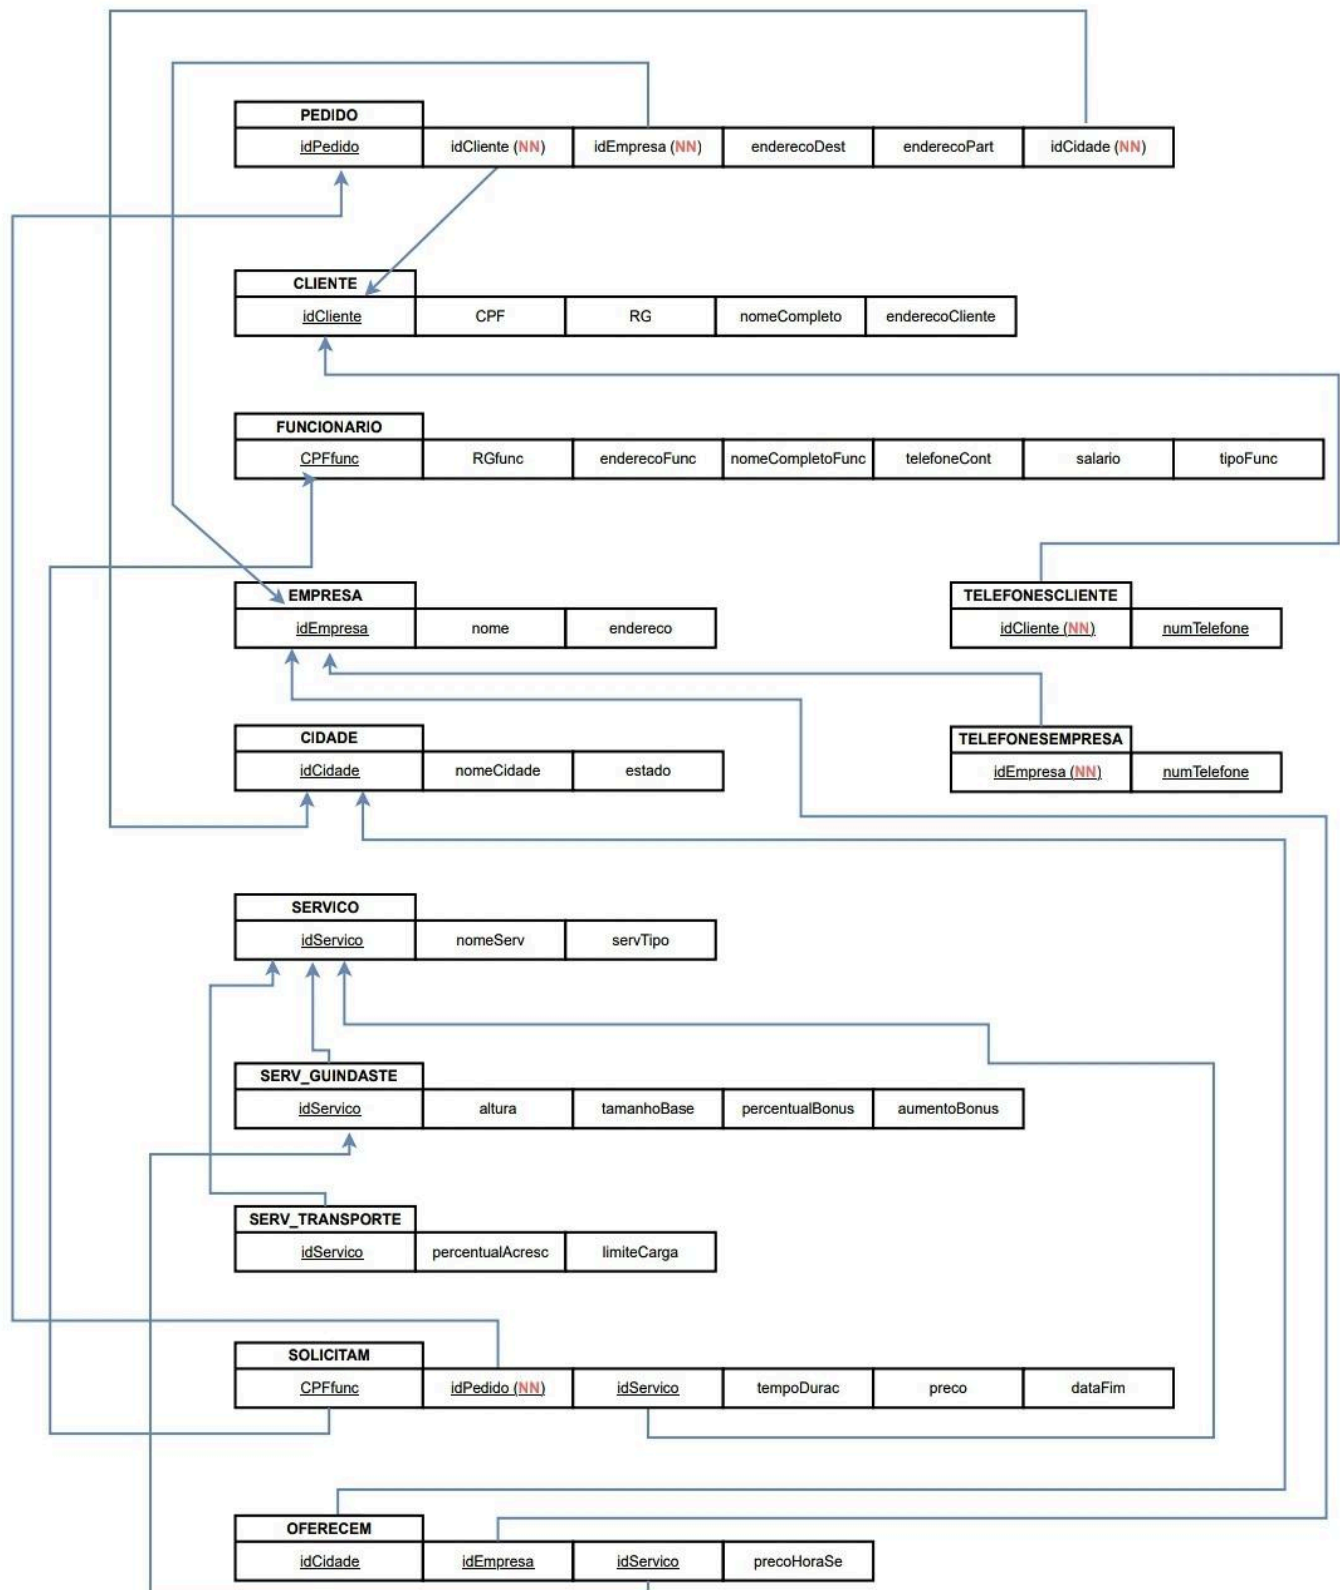 PEDIDO
idPedido idCliente (NN) idEmpresa (NN) enderecoDest enderecoPart idCidade (NN)
CLIENTE
idCliente CPF RG nomeCompleto enderecoCliente
FUNCIONARIO
CPFfunc RGfunc enderecoFunc nomeCompletoFunc telefoneCont salario tipoFunc
EMPRESA
idEmpresa nome endereco
TELEFONESCLIENTE
idCliente (NN) numTelefone
CIDADE
idCidade nomeCidade estado
TELEFONESEMPRESA
idEmpresa (NN) numTelefone
SERVICO
idServico nomeServ servTipo
SERV_GUINDASTE
idServico altura tamanhoBase percentualBonus aumentoBonus
SERV_TRANSPORTE
idServico percentualAcresc limiteCarga
SOLICITAM
CPFfunc idPedido (NN) idServico tempoDurac preco dataFim
OFERECEM
idCidade idEmpresa idServico precoHoraSe